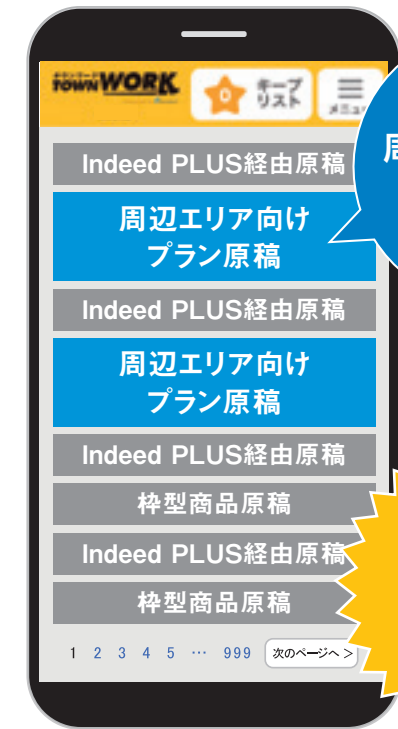 タウンワーク
TOWNWORK
0
キープ
リスト
メニュー
Indeed PLUS経由原稿
周辺エリア向け
プラン原稿
Indeed PLUS経由原稿
周辺エリア向け
プラン原稿
Indeed PLUS経由原稿
枠型商品原稿
Indeed PLUS経由原稿
枠型商品原稿
1 2 3 4 5 … 999 次のページへ >